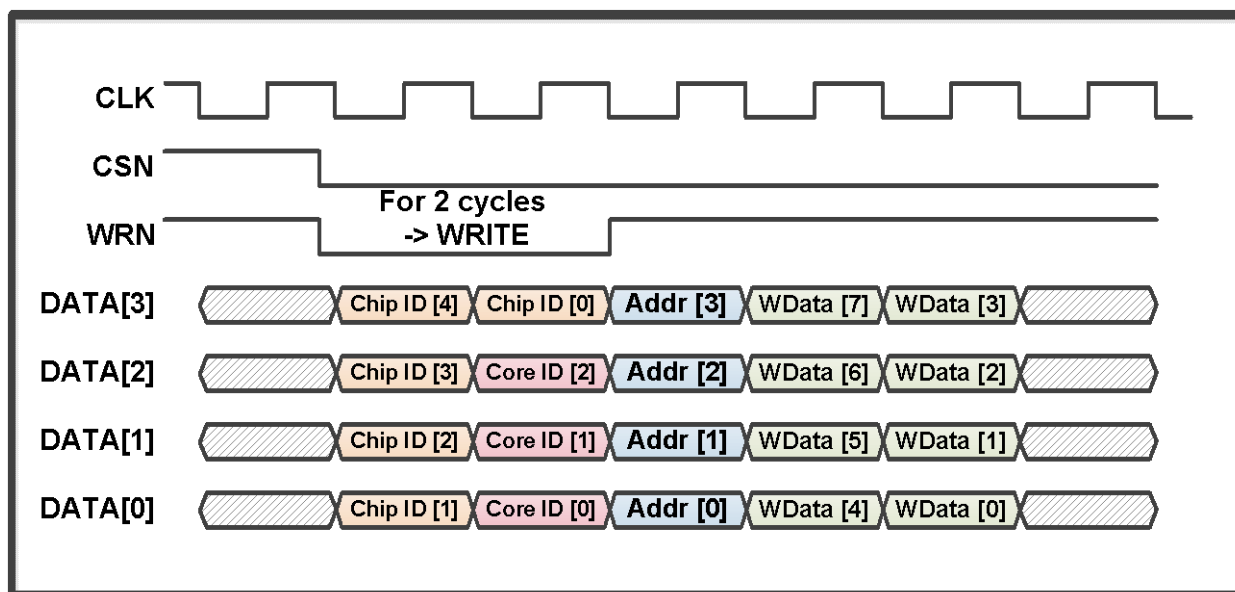 CLK
CSN
For 2 cycles
WRN -> WRITE
DATA[3] Chip ID [4] Chip ID [0] Addr [3] WData [7] WData [3]
DATA[2] Chip ID [3] Core ID [2] Addr [2] WData [6] WData [2]
DATA[1] Chip ID [2] Core ID [1] Addr [1] WData [5] WData [1]
DATA[0] Chip ID [1] Core ID [0] Addr [0] WData [4] WData [0]